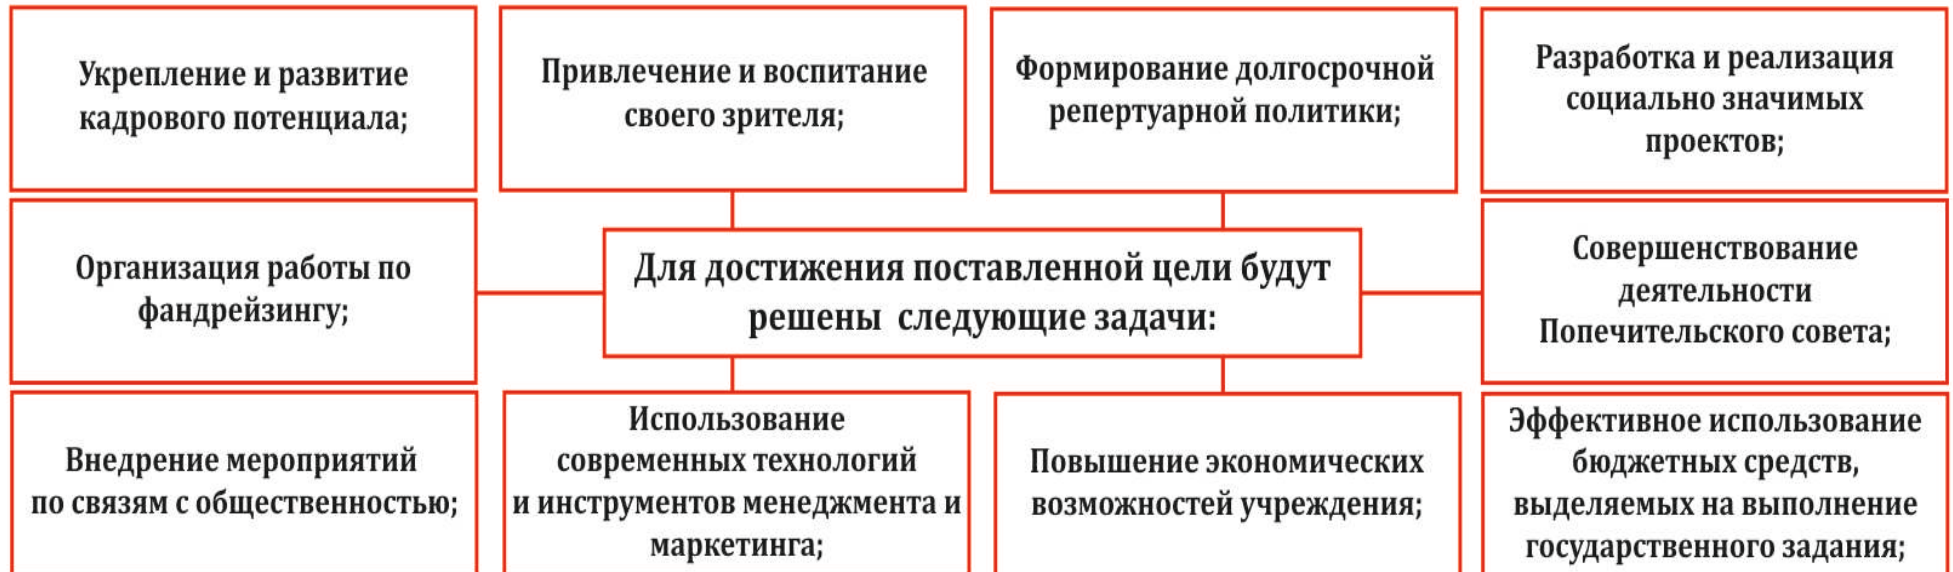 Укрепление и развитие
кадрового потенциала;
Привлечение и воспитание
своего зрителя;
Формирование долгосрочной
репертуарной политики;
Разработка и реализация
социально значимых
проектов;
Организация работы по
фандрейзингу;
Для достижения поставленной цели будут
решены следующие задачи:
Совершенствование
деятельности
Попечительского совета;
Внедрение мероприятий
по связям с общественностью;
Использование
современных технологий
и инструментов менеджмента и
маркетинга;
Повышение экономических
возможностей учреждения;
Эффективное использование
бюджетных средств,
выделяемых на выполнение
государственного задания;